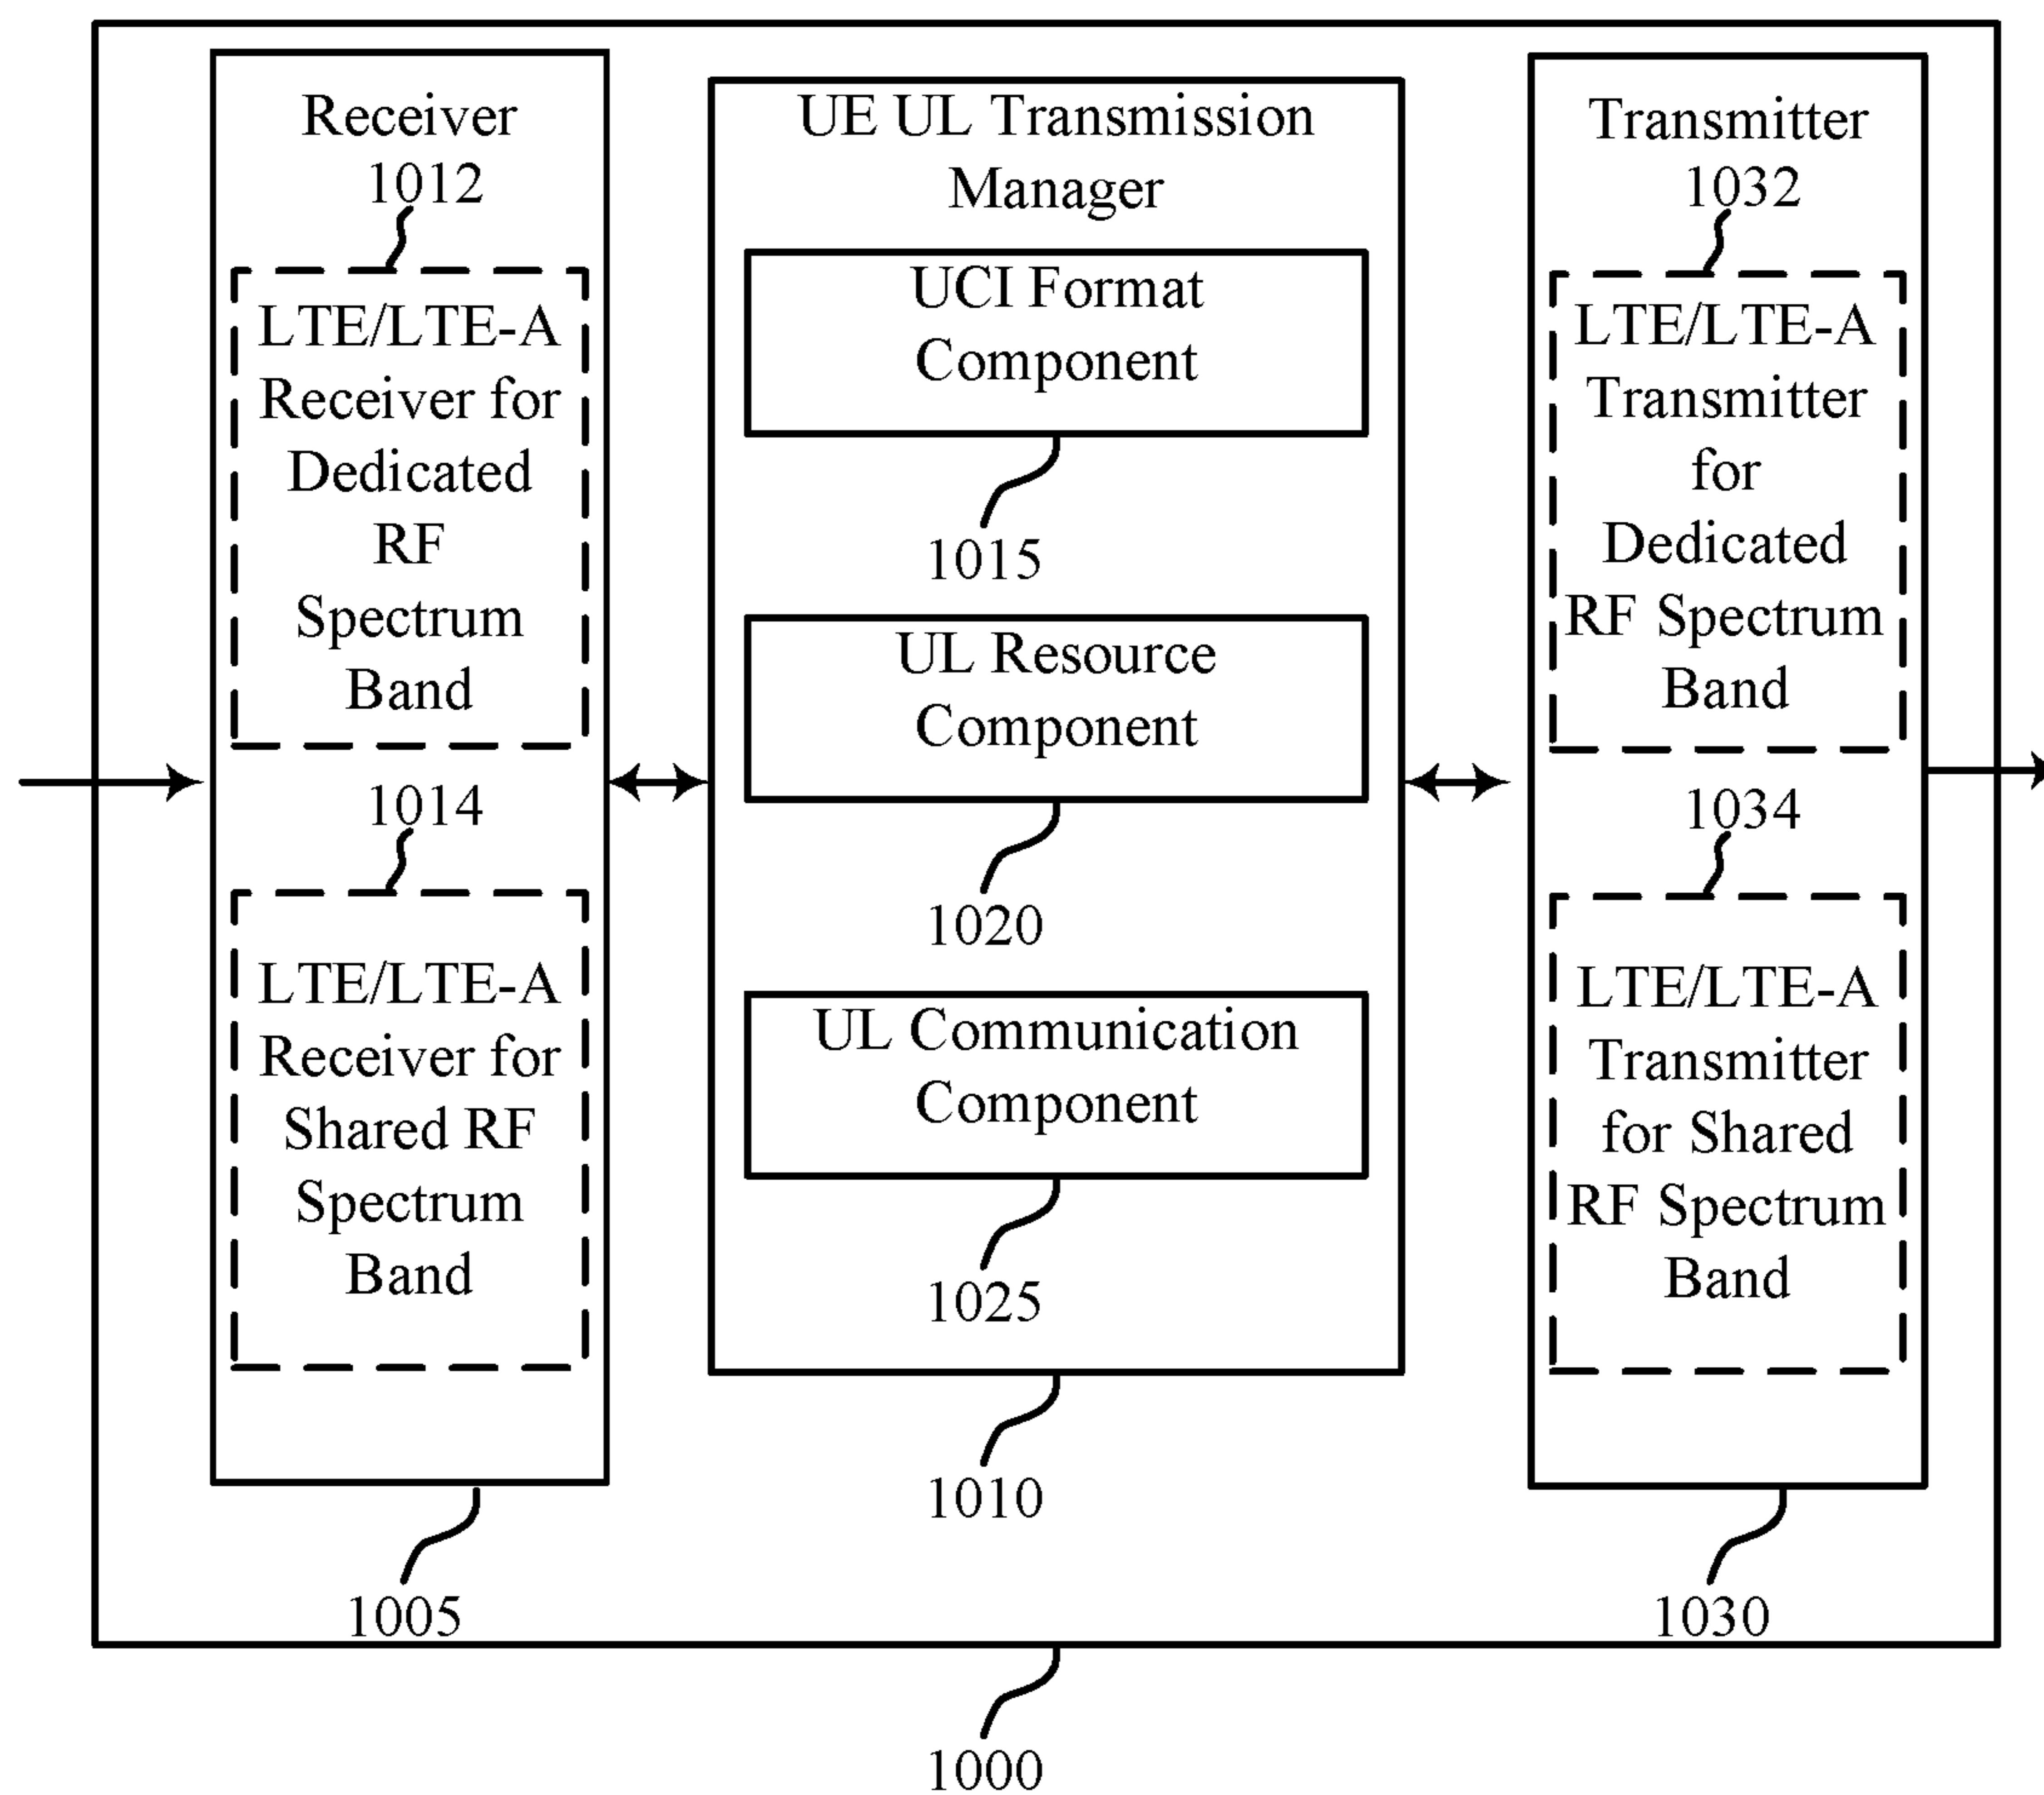 Receiver
1012
LTE/LTE-A
Receiver for
Dedicated
RF
Spectrum
Band
1014
LTE/LTE-A
Receiver for
Shared RF
Spectrum
Band
1005
UE UL Transmission
Manager
UCI Format
Component
1015
UL Resource
Component
1020
UL Communication
Component
1025
1010
Transmitter
1032
LTE/LTE-A
Transmitter
for
Dedicated
RF Spectrum
Band
1034
LTE/LTE-A
Transmitter
for Shared
RF Spectrum
Band
1030
1000